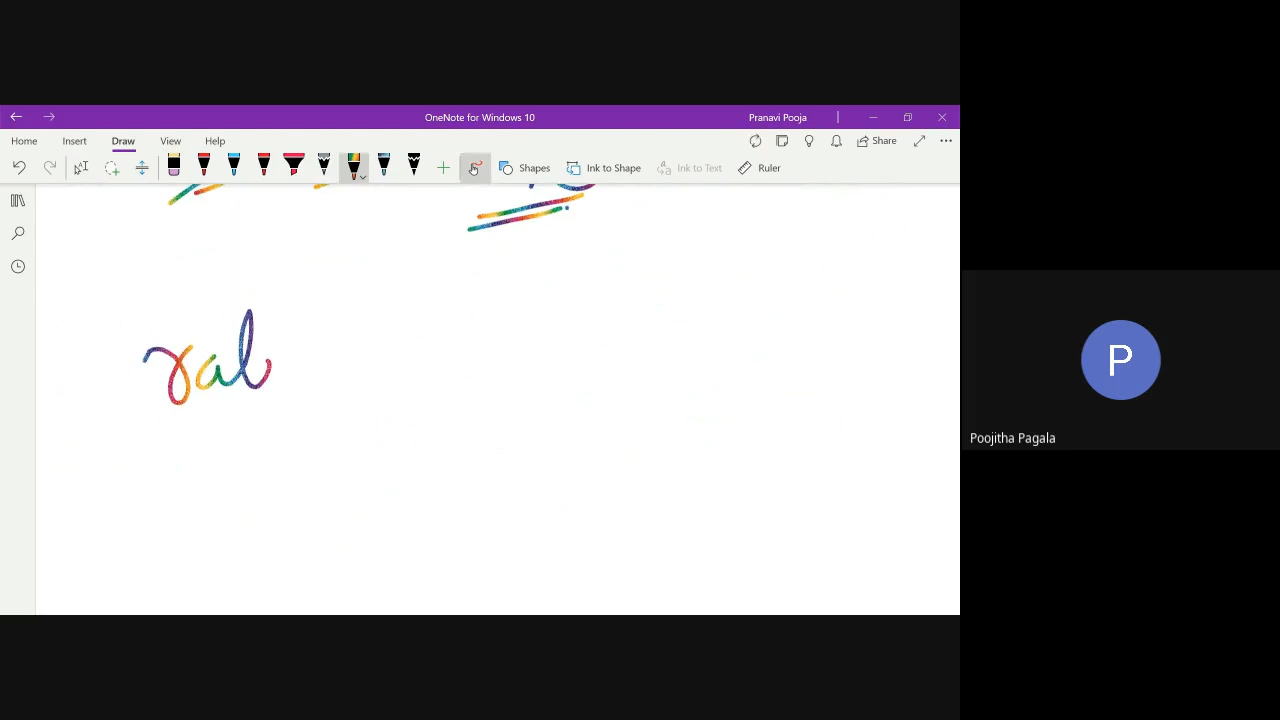 OneNote for Windows 10
Pranavi Pooja
Home Insert Draw View Help
Share
Shapes Ink to Shape Ink to Text Ruler
ral
P
Poojitha Pagala